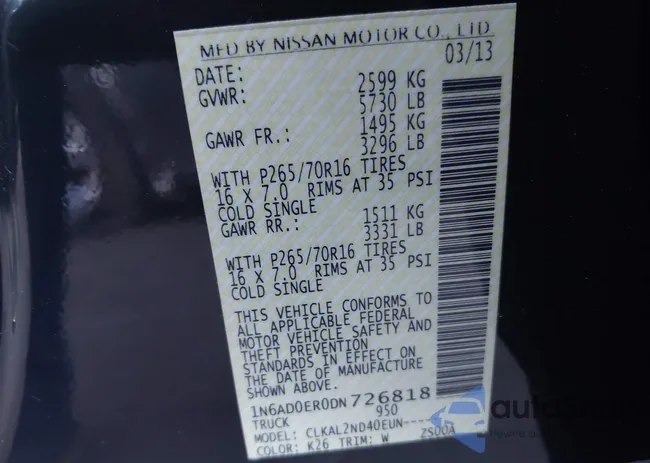 MFD BY NISSAN MOTOR CO., LTD.
DATE: 03/13
GVWR: 2599 KG
5730 LB
GAWR FR.: 1495 KG
3296 LB
WITH P265/70R16 TIRES
16 X 7.0 RIMS AT 35 PSI
COLD SINGLE
GAWR RR.: 1511 KG
3331 LB
WITH P265/70R16 TIRES
16 X 7.0 RIMS AT 35 PSI
COLD SINGLE
THIS VEHICLE CONFORMS TO
ALL APPLICABLE FEDERAL
MOTOR VEHICLE SAFETY AND
THEFT PREVENTION
STANDARDS IN EFFECT ON
THE DATE OF MANUFACTURE
SHOWN ABOVE.
1N6AD0ER0DN726818
TRUCK 950
MODEL: CLKAL2ND40EUN-----
COLOR: K26 TRIM: W 2S00A